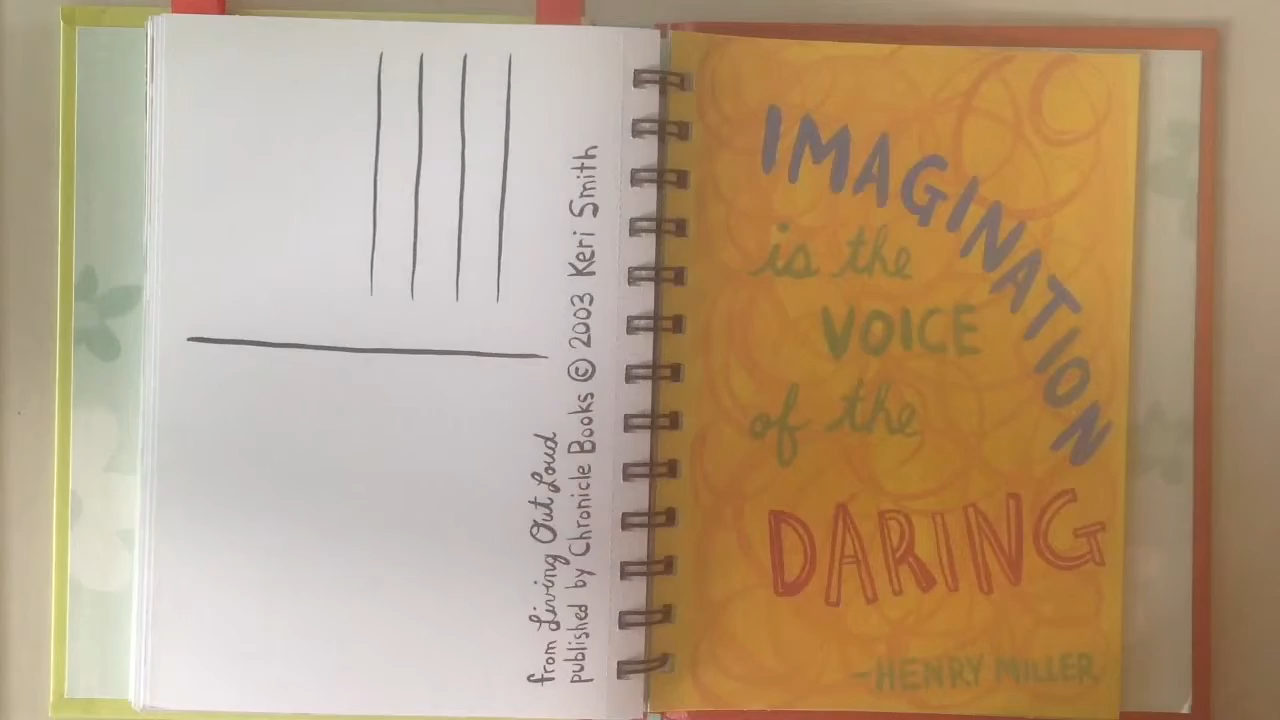 from Living Out Loud
published by Chronicle Books © 2003 Keri Smith
IMAGINATION
is the
VOICE
of the
DARING
-HENRY MILLER